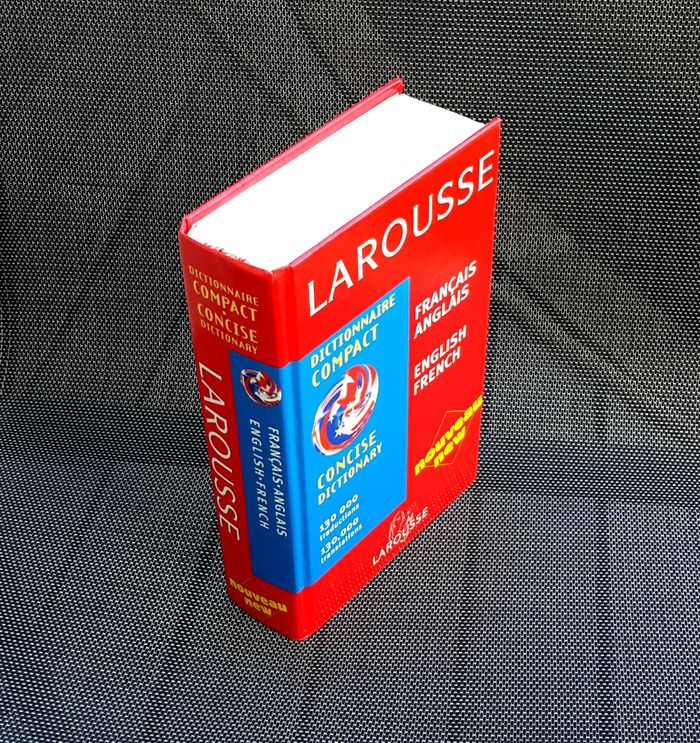 DICTIONNAIRE
COMPACT
•
CONCISE
DICTIONARY
LAROUSSE
FRANÇAIS•ANGLAIS
ENGLISH•FRENCH
nouveau
new
LAROUSSE
FRANÇAIS
ANGLAIS
ENGLISH
FRENCH
DICTIONNAIRE
COMPACT
CONCISE
DICTIONARY
130 000
traductions
130,000
translations
nouveau
new
LAROUSSE